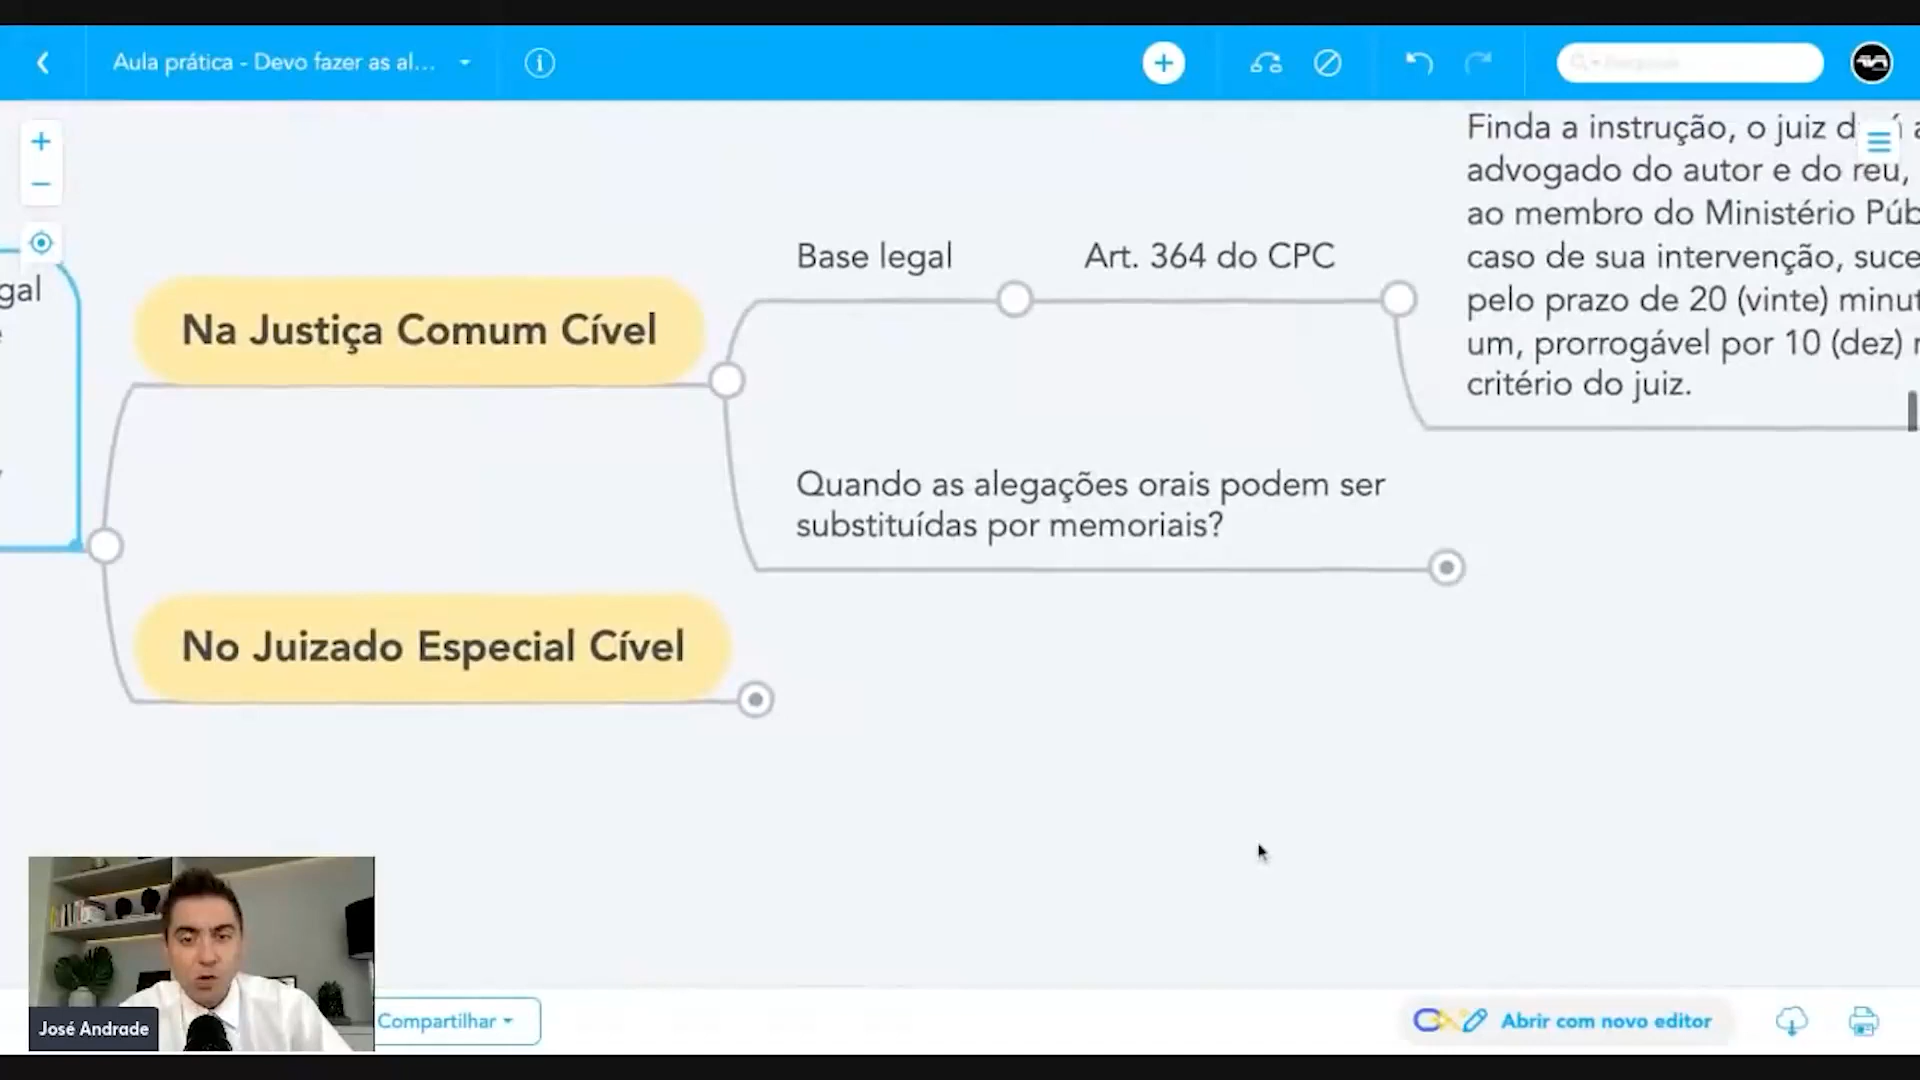 Aula prática - Devo fazer as al...
Finda a instrução, o juiz
advogado do autor e do réu,
ao membro do Ministério Púb
caso de sua intervenção, suce
pelo prazo de 20 (vinte) minut
um, prorrogável por 10 (dez)
critério do juiz.
Base legal
Art. 364 do CPC
gal
Na Justiça Comum Cível
Quando as alegações orais podem ser
substituídas por memoriais?
No Juizado Especial Cível
José Andrade
Compartilhar
Abrir com novo editor